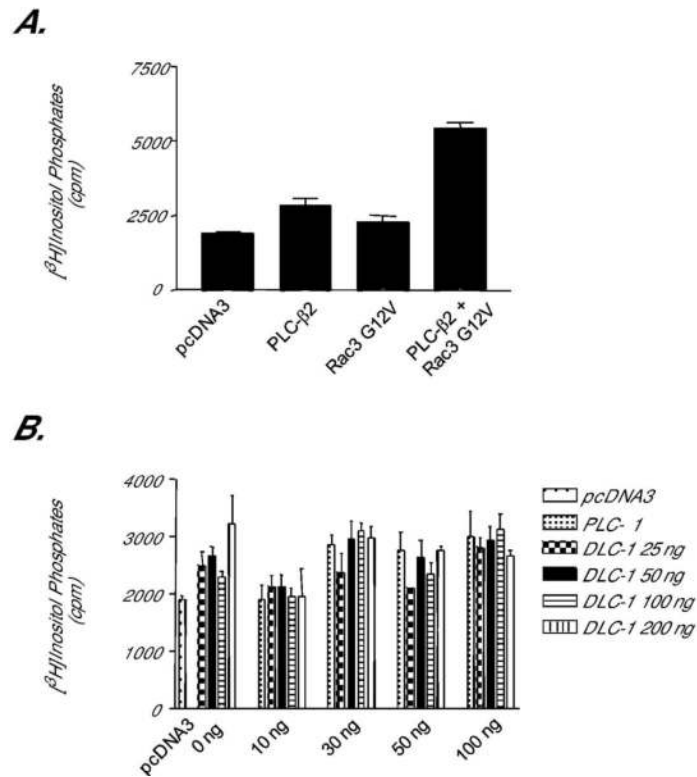 A.
[³H]Inositol Phosphates
(cpm)
7500
5000
2500
0
pcDNA3
PLC-β2
Rac3 G12V
PLC-β2 +
Rac3 G12V
B.
[³H]Inositol Phosphates
(cpm)
4000
3000
2000
1000
0
pcDNA3
0 ng
10 ng
30 ng
50 ng
100 ng
pcDNA3
PLC- 1
DLC-1 25 ng
DLC-1 50 ng
DLC-1 100 ng
DLC-1 200 ng